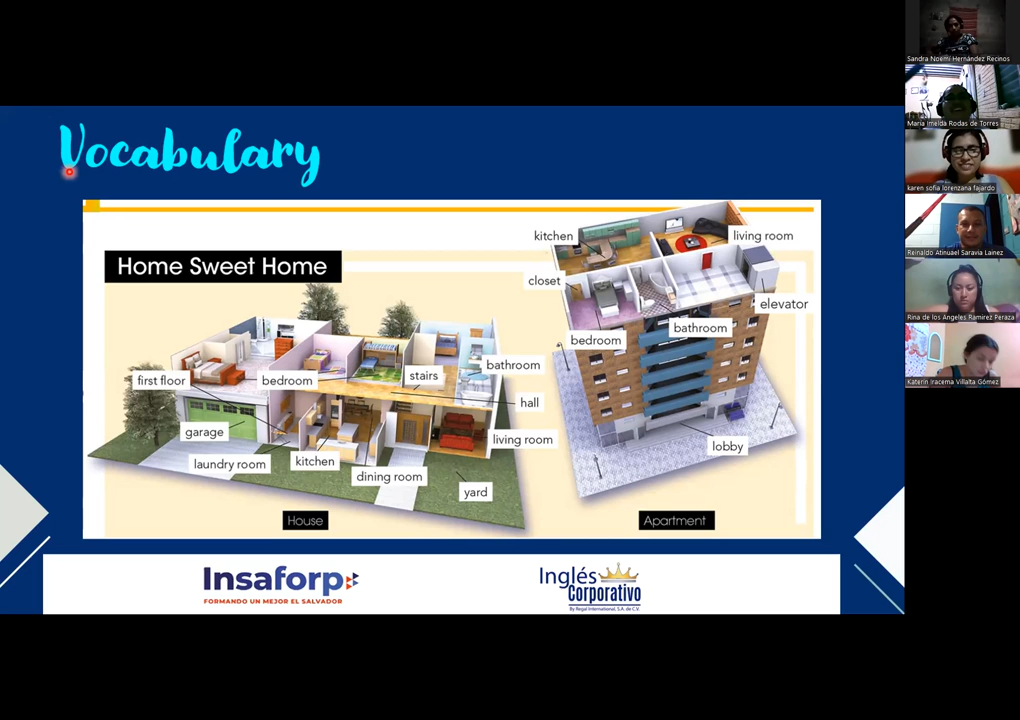 Vocabulary
Home Sweet Home
kitchen
living room
closet
elevator
bathroom
bedroom
first floor
bedroom
stairs
bathroom
hall
garage
living room
laundry room
kitchen
dining room
yard
lobby
House
Apartment
Insaforp
FORMANDO UN MEJOR EL SALVADOR
Inglés
Corporativo
By Regal International, S.A. de C.V.
Sandra Noemí Hernández Recinos
María Imelda Rodas de Torres
karen sofia lorenzana fajardo
Reinaldo Atinuael Saravia Lainez
Rina de los Ángeles Ramirez Peraza
Katerin Iracema Villalta Gómez